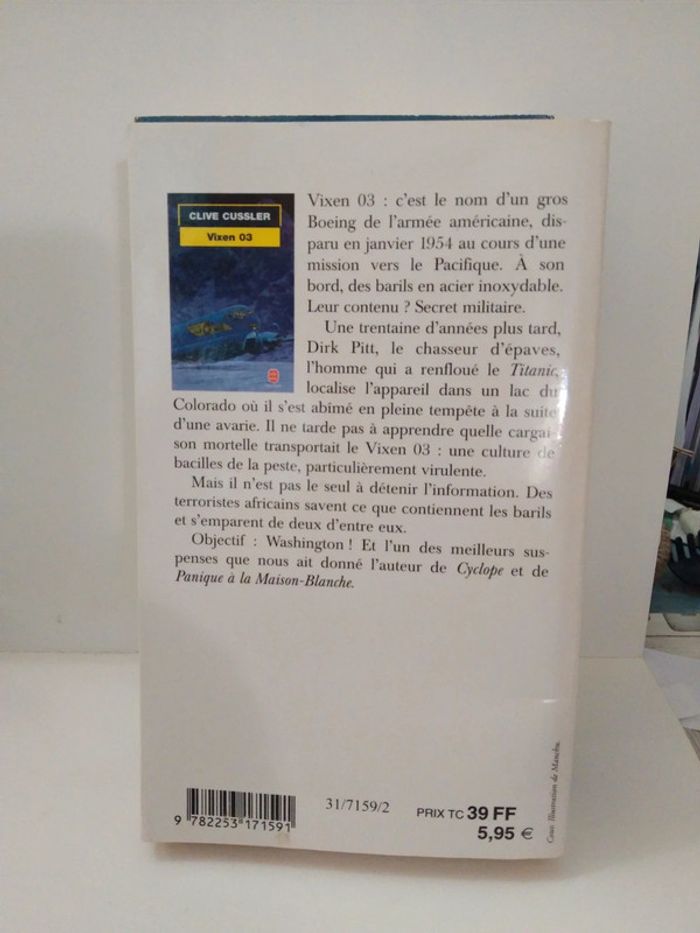 CLIVE CUSSLER
Vixen 03
Vixen 03 : c'est le nom d'un gros
Boeing de l'armée américaine, dis-
paru en janvier 1954 au cours d'une
mission vers le Pacifique. À son
bord, des barils en acier inoxydable.
Leur contenu ? Secret militaire.
Une trentaine d'années plus tard,
Dirk Pitt, le chasseur d'épaves,
l'homme qui a renfloué le Titanic,
localise l'appareil dans un lac du
Colorado où il s'est abîmé en pleine tempête à la suite
d'une avarie. Il ne tarde pas à apprendre quelle cargai-
son mortelle transportait le Vixen 03 : une culture de
bacilles de la peste, particulièrement virulente.
Mais il n'est pas le seul à détenir l'information. Des
terroristes africains savent ce que contiennent les barils
et s'emparent de deux d'entre eux.
Objectif : Washington ! Et l'un des meilleurs sus-
penses que nous ait donné l'auteur de Cyclope et de
Panique à la Maison-Blanche.
9 782253 171591
31/7159/2
PRIX TC 39 FF
5,95 €
Couv. Illustration de Manchu.